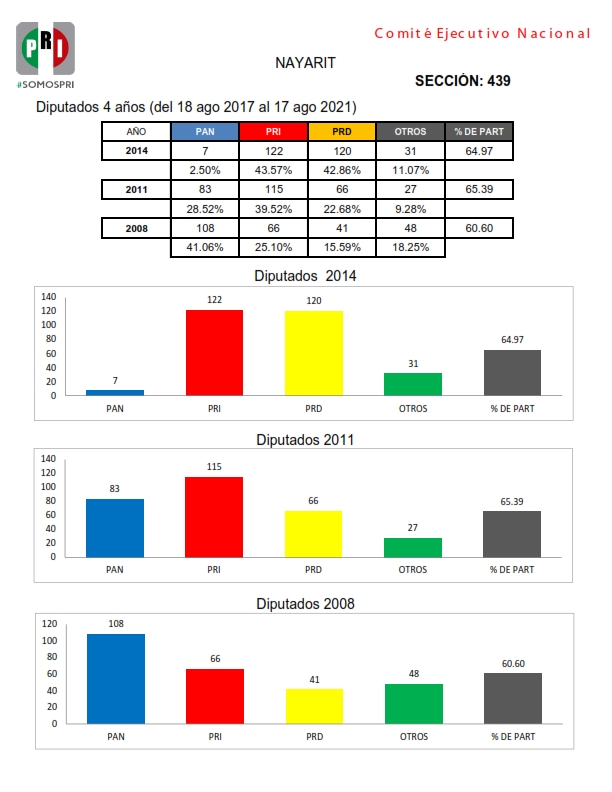 Comité Ejecutivo Nacional
PRI
#SOMOSPRI
NAYARIT
SECCIÓN: 439
Diputados 4 años (del 18 ago 2017 al 17 ago 2021)
AÑO PAN PRI PRD OTROS % DE PART
2014 7 122 120 31 64.97
2.50% 43.57% 42.86% 11.07%
2011 83 115 66 27 65.39
28.52% 39.52% 22.68% 9.28%
2008 108 66 41 48 60.60
41.06% 25.10% 15.59% 18.25%
Diputados 2014
140
120
100
80
60
40
20
0
7 122 120 31 64.97
PAN PRI PRD OTROS % DE PART
Diputados 2011
140
120
100
80
60
40
20
0
83 115 66 27 65.39
PAN PRI PRD OTROS % DE PART
Diputados 2008
120
100
80
60
40
20
0
108 66 41 48 60.60
PAN PRI PRD OTROS % DE PART